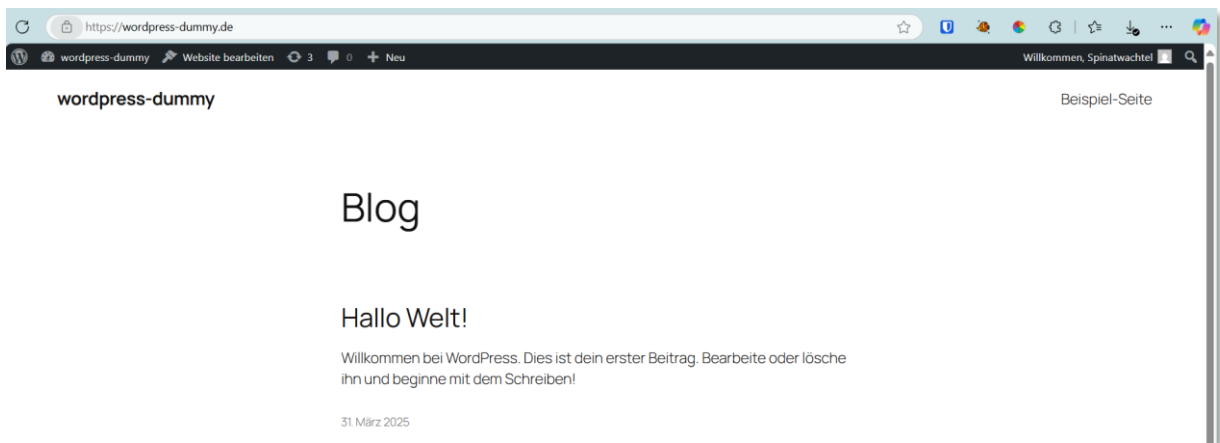 https://wordpress-dummy.de
wordpress-dummy Website bearbeiten 3 0 Neu Willkommen, Spinatwachtel
wordpress-dummy Beispiel-Seite
Blog
Hallo Welt!
Willkommen bei WordPress. Dies ist dein erster Beitrag. Bearbeite oder lösche
ihn und beginne mit dem Schreiben!
31. März 2025